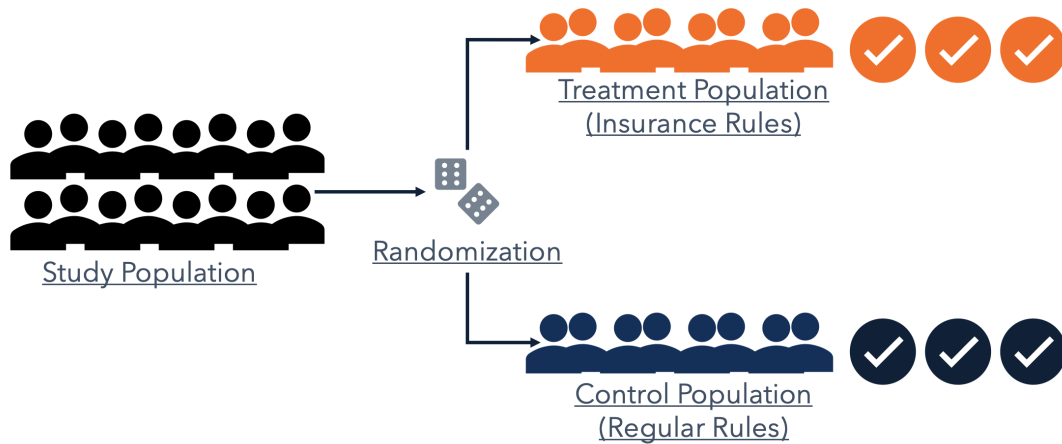 Treatment Population
(Insurance Rules)
Study Population
Randomization
Control Population
(Regular Rules)